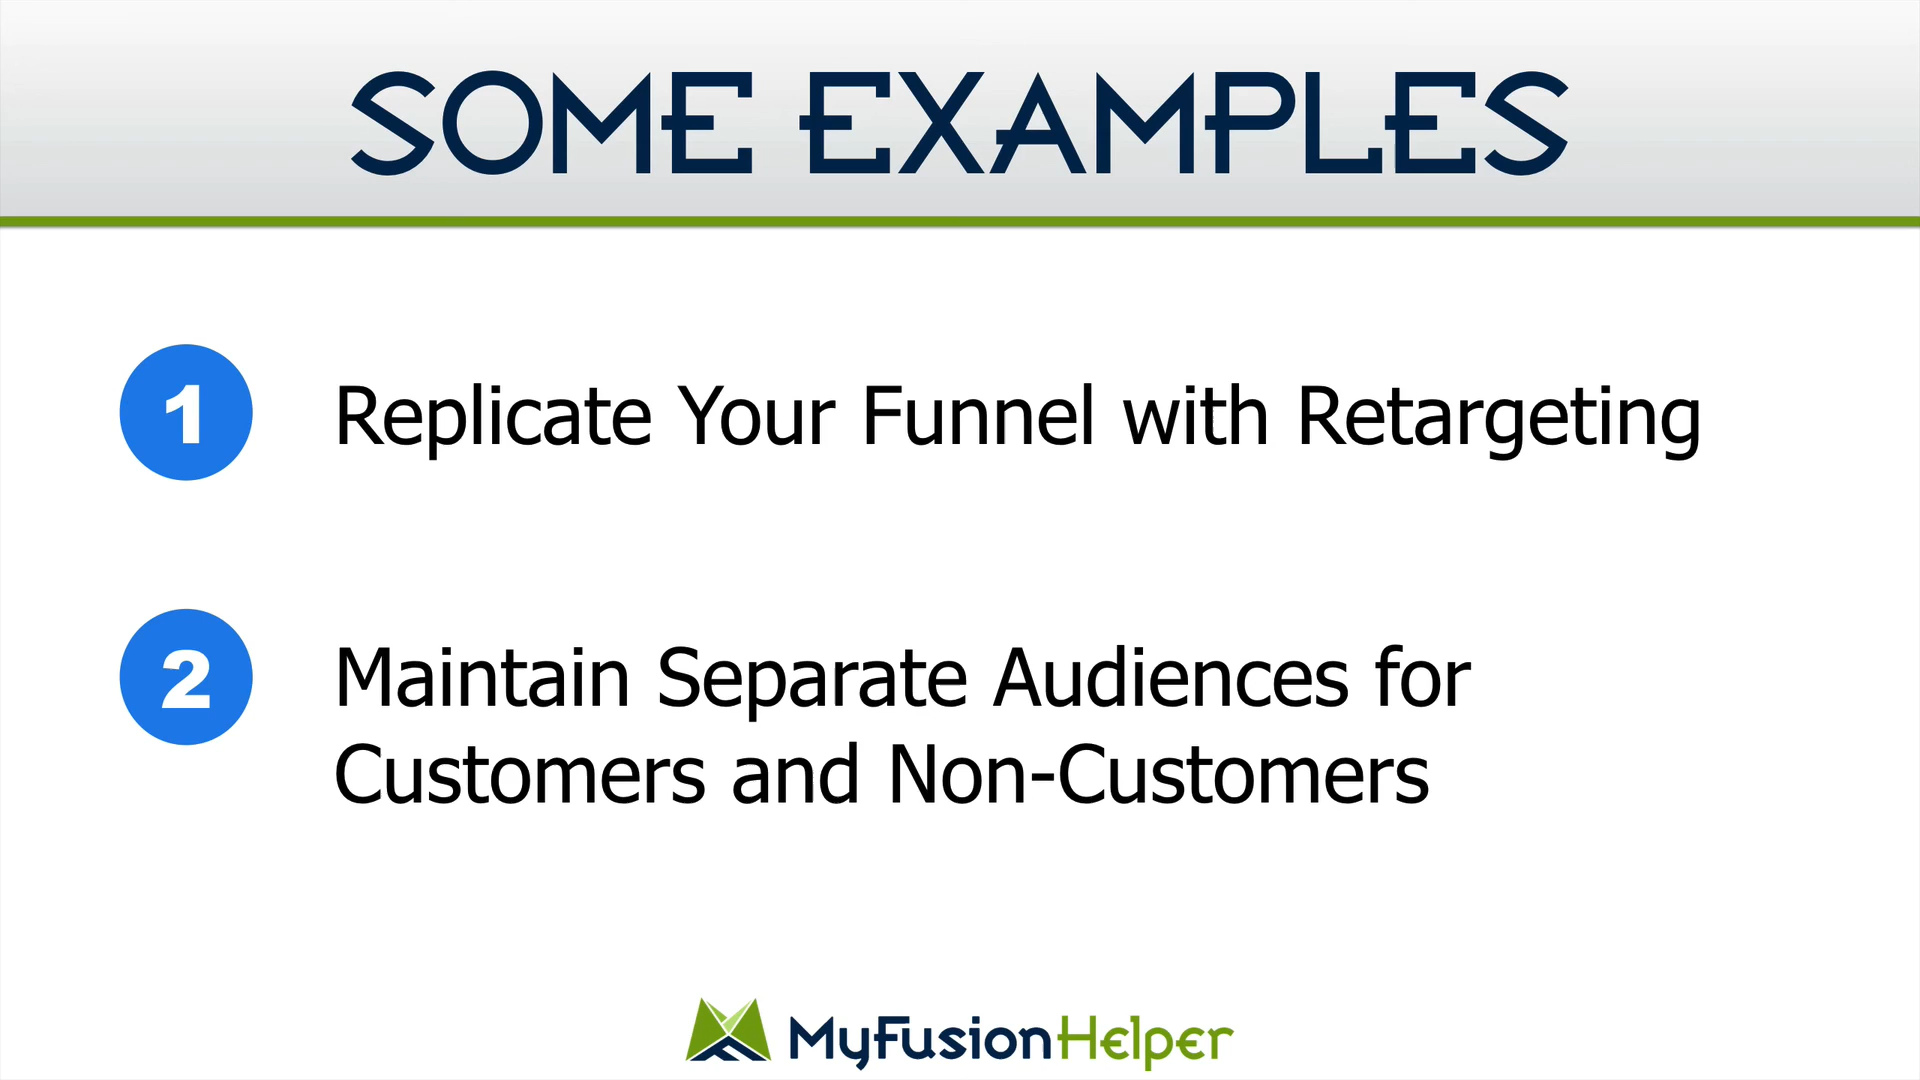 SOME EXAMPLES
1 Replicate Your Funnel with Retargeting
2 Maintain Separate Audiences for
Customers and Non-Customers
MyFusionHelper